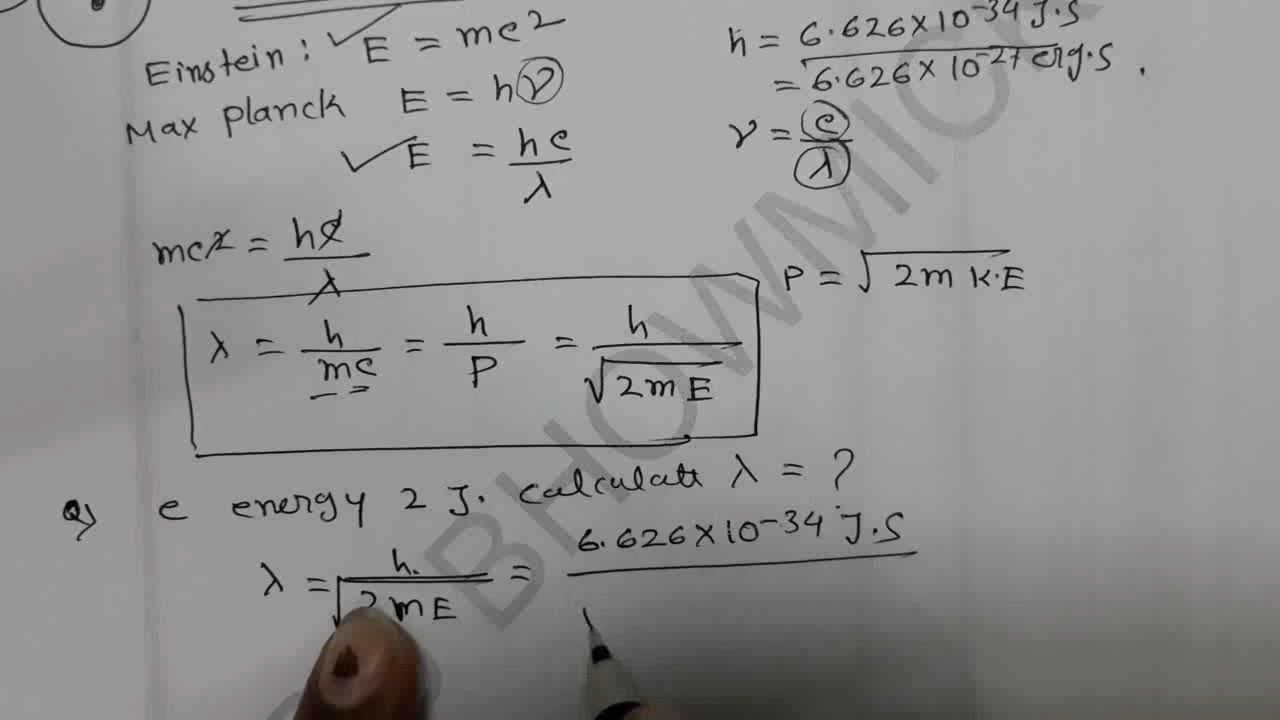 Einstein : ✓ E = mc²
h = 6.626×10⁻³⁴ J.S
= 6.626× 10⁻²⁷ erg.S .
Max planck E = hν
ν = c/λ
✓ E = hc/λ
mc² = hc/λ
P = √2m K.E
λ = h/mc = h/P = h/√2mE
Q) e energy 2 J. calculate λ = ?
λ = h./√2mE = 6.626×10⁻³⁴ J.S
BHOWMICK